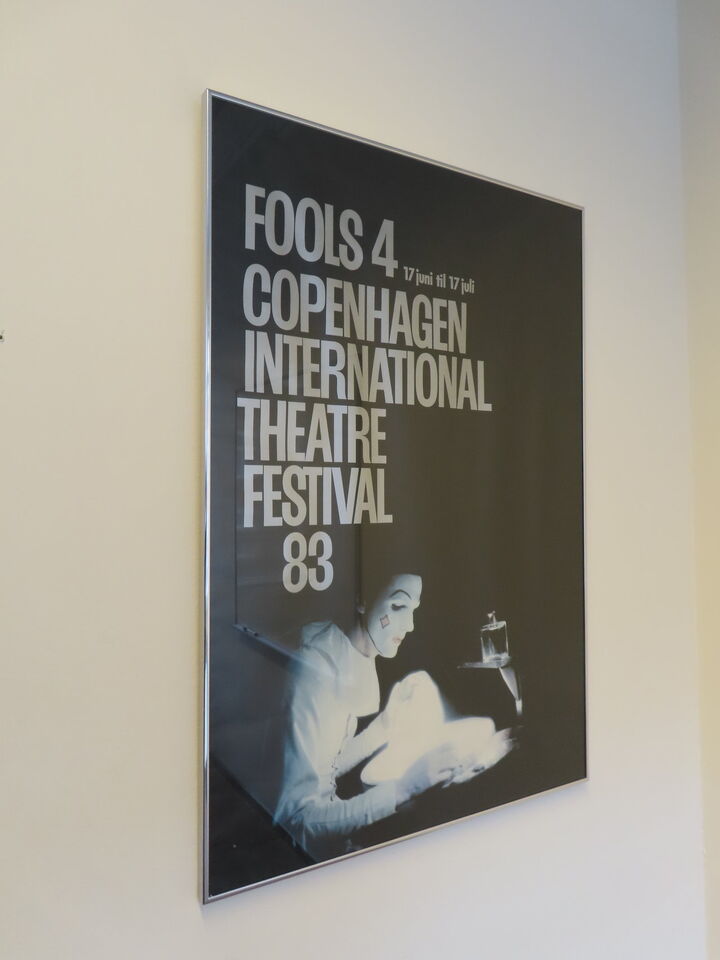 FOOLS 4
17 juni til 17 juli
COPENHAGEN
INTERNATIONAL
THEATRE
FESTIVAL
83